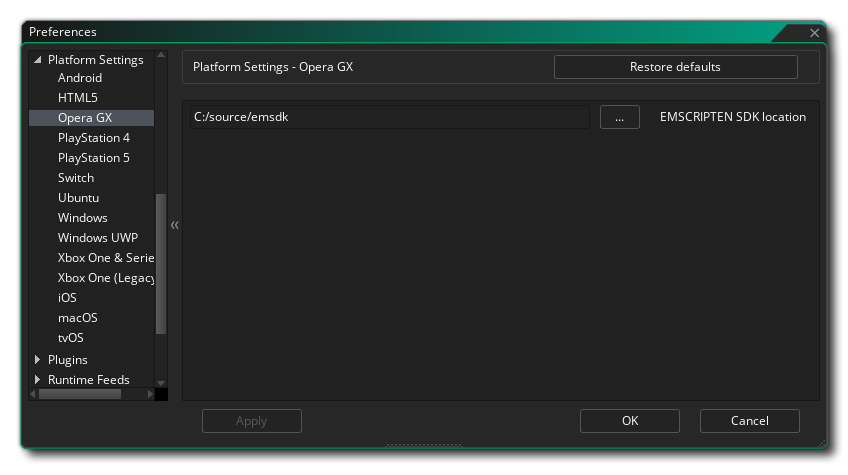 Preferences
Platform Settings
Android
HTML5
Opera GX
PlayStation 4
PlayStation 5
Switch
Ubuntu
Windows
Windows UWP
Xbox One & Serie
Xbox One (Legacy
iOS
macOS
tvOS
Plugins
Runtime Feeds
Platform Settings - Opera GX
Restore defaults
C:/source/emsdk
...
EMSCRIPTEN SDK location
Apply
OK
Cancel